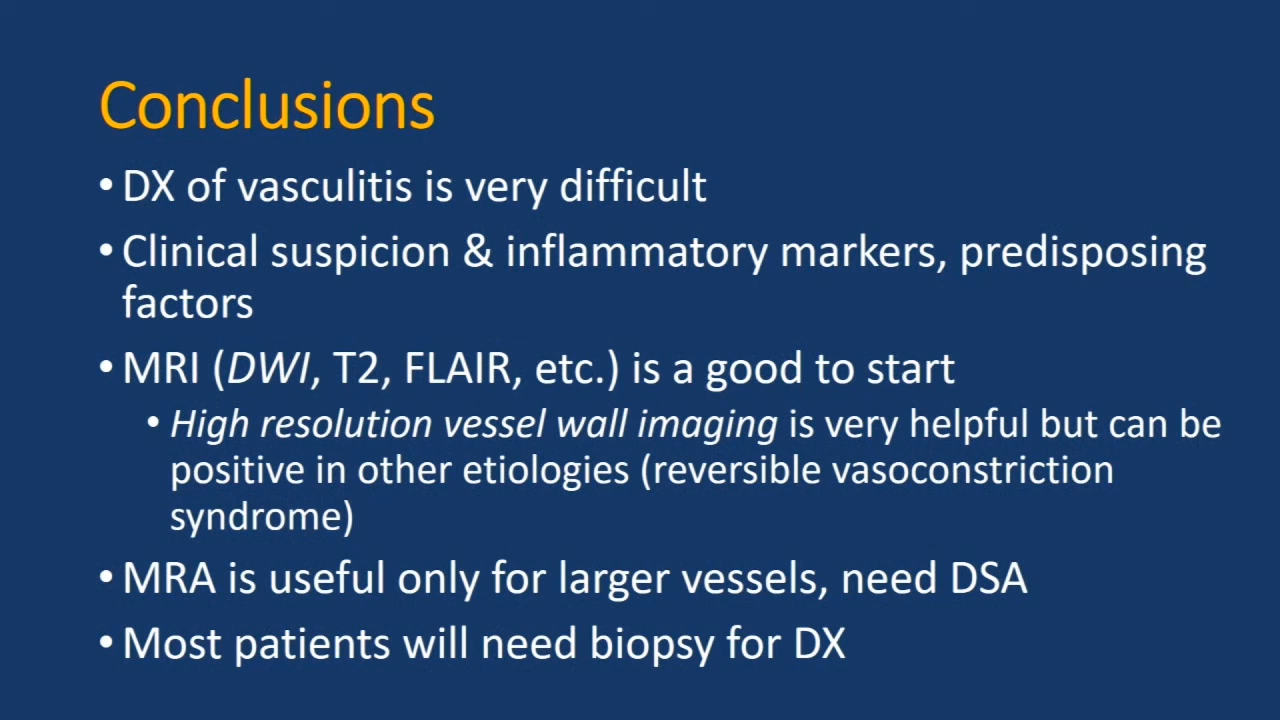 Conclusions
• DX of vasculitis is very difficult
• Clinical suspicion & inflammatory markers, predisposing
factors
• MRI (DWI, T2, FLAIR, etc.) is a good to start
• High resolution vessel wall imaging is very helpful but can be
positive in other etiologies (reversible vasoconstriction
syndrome)
• MRA is useful only for larger vessels, need DSA
• Most patients will need biopsy for DX